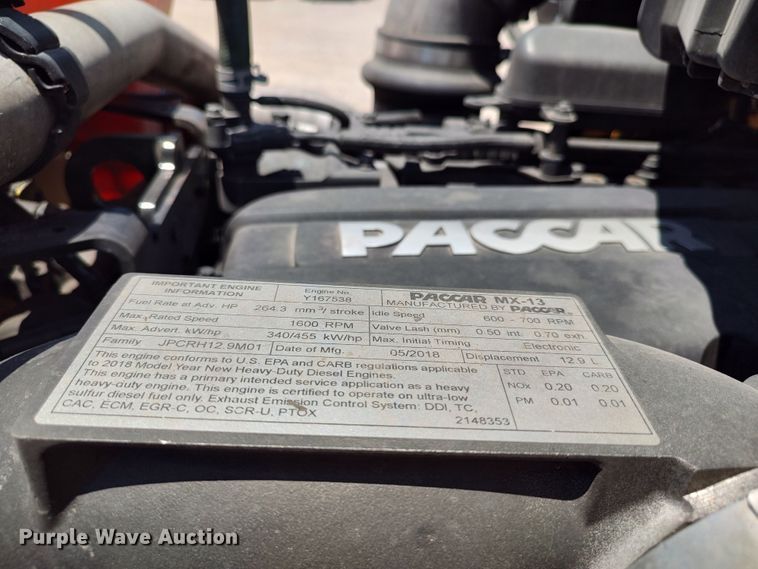 PACCAR
IMPORTANT ENGINE INFORMATION
Engine No. Y167538
PACCAR MX-13
MANUFACTURED BY PACCAR
Fuel Rate at Adv. HP 264.3 mm³/stroke Idle Speed 600 - 700 RPM
Max. Rated Speed 1600 RPM Valve Lash (mm) 0.50 int. 0.70 exh.
Max. Advert. kW/hp 340/455 kW/hp Max. Initial Timing Electronic
Family JPCRH12.9M01 Date of Mfg. 05/2018 Displacement 12.9 L
This engine conforms to U.S. EPA and CARB regulations applicable
to 2018 Model Year New Heavy-Duty Diesel Engines.
This engine has a primary intended service application as a heavy
heavy-duty engine. This engine is certified to operate on ultra-low
sulfur diesel fuel only. Exhaust Emission Control System: DDI, TC,
CAC, ECM, EGR-C, OC, SCR-U, PTOX
STD EPA CARB
NOx 0.20 0.20
PM 0.01 0.01
2148353
Purple Wave Auction